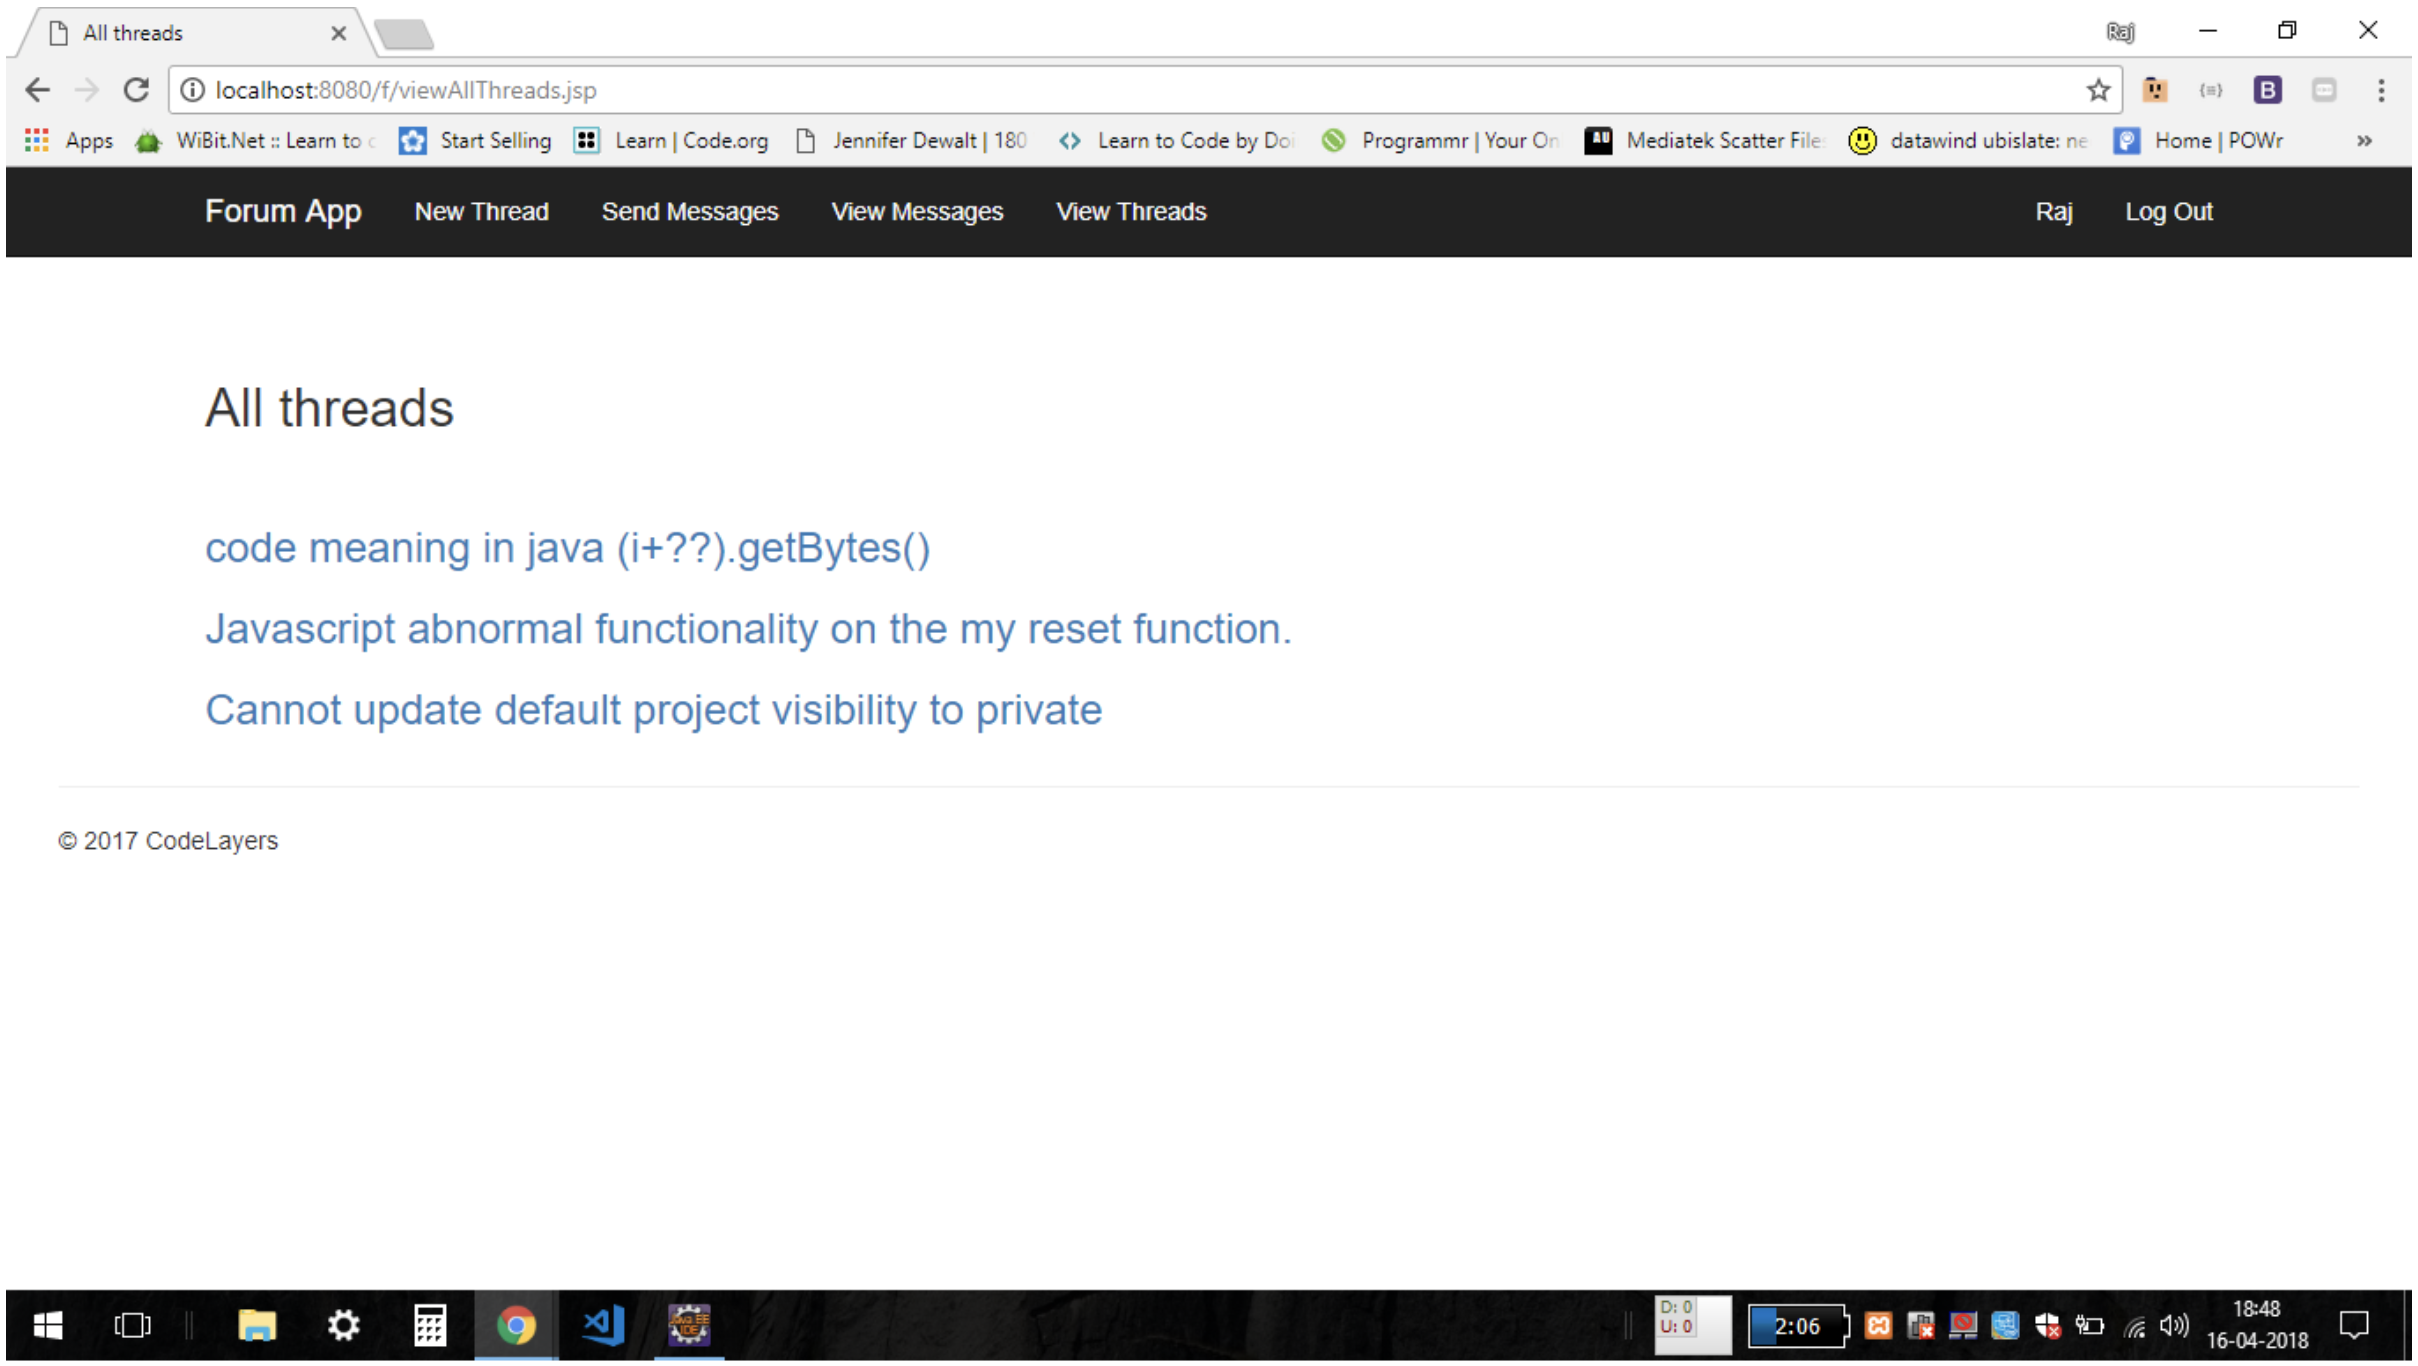 All threads
Raj
localhost:8080/f/viewAllThreads.jsp
Apps WiBit.Net :: Learn to c Start Selling Learn | Code.org Jennifer Dewalt | 180 Learn to Code by Doi Programmr | Your On Mediatek Scatter File: datawind ubislate: ne Home | POWr »
Forum App New Thread Send Messages View Messages View Threads Raj Log Out
All threads
code meaning in java (i+??).getBytes()
Javascript abnormal functionality on the my reset function.
Cannot update default project visibility to private
© 2017 CodeLayers
D: 0
U: 0
2:06
18:48
16-04-2018